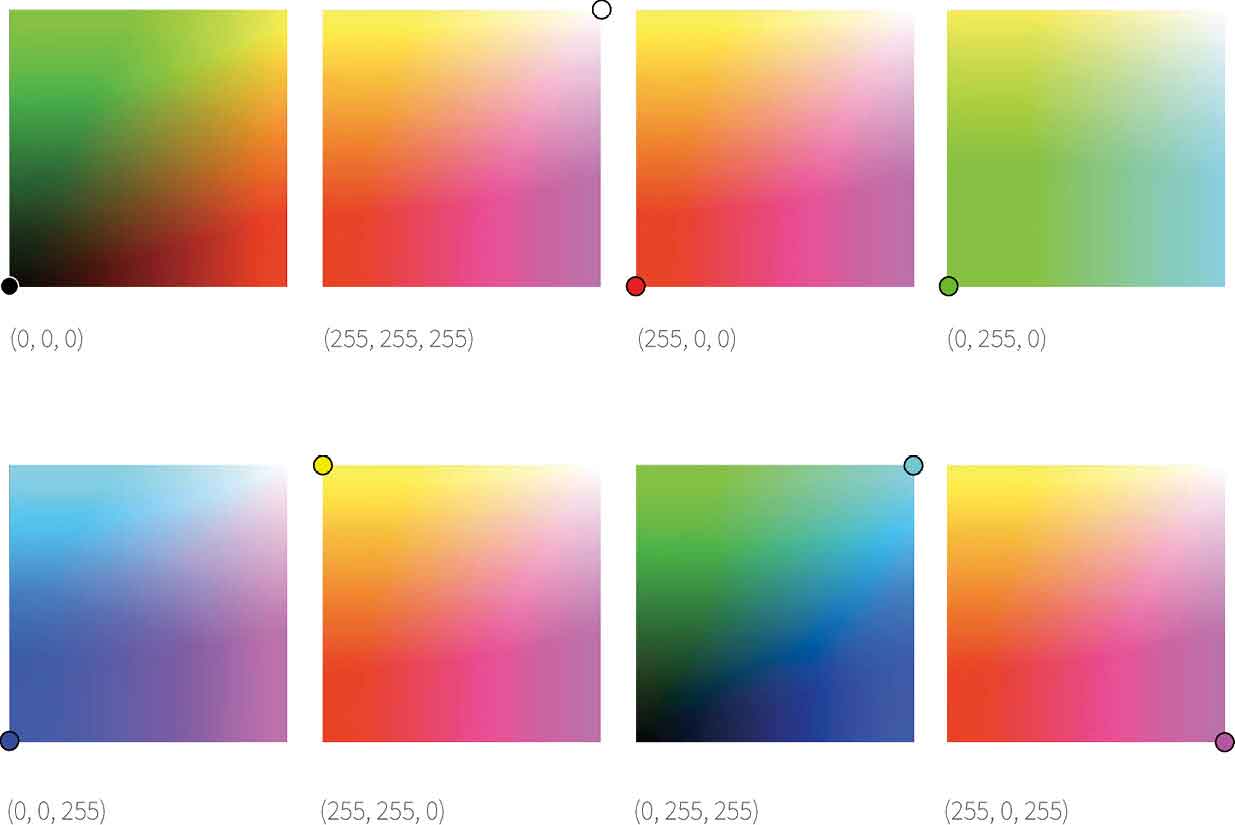 (0, 0, 0)
(255, 255, 255)
(255, 0, 0)
(0, 255, 0)
(0, 0, 255)
(255, 255, 0)
(0, 255, 255)
(255, 0, 255)